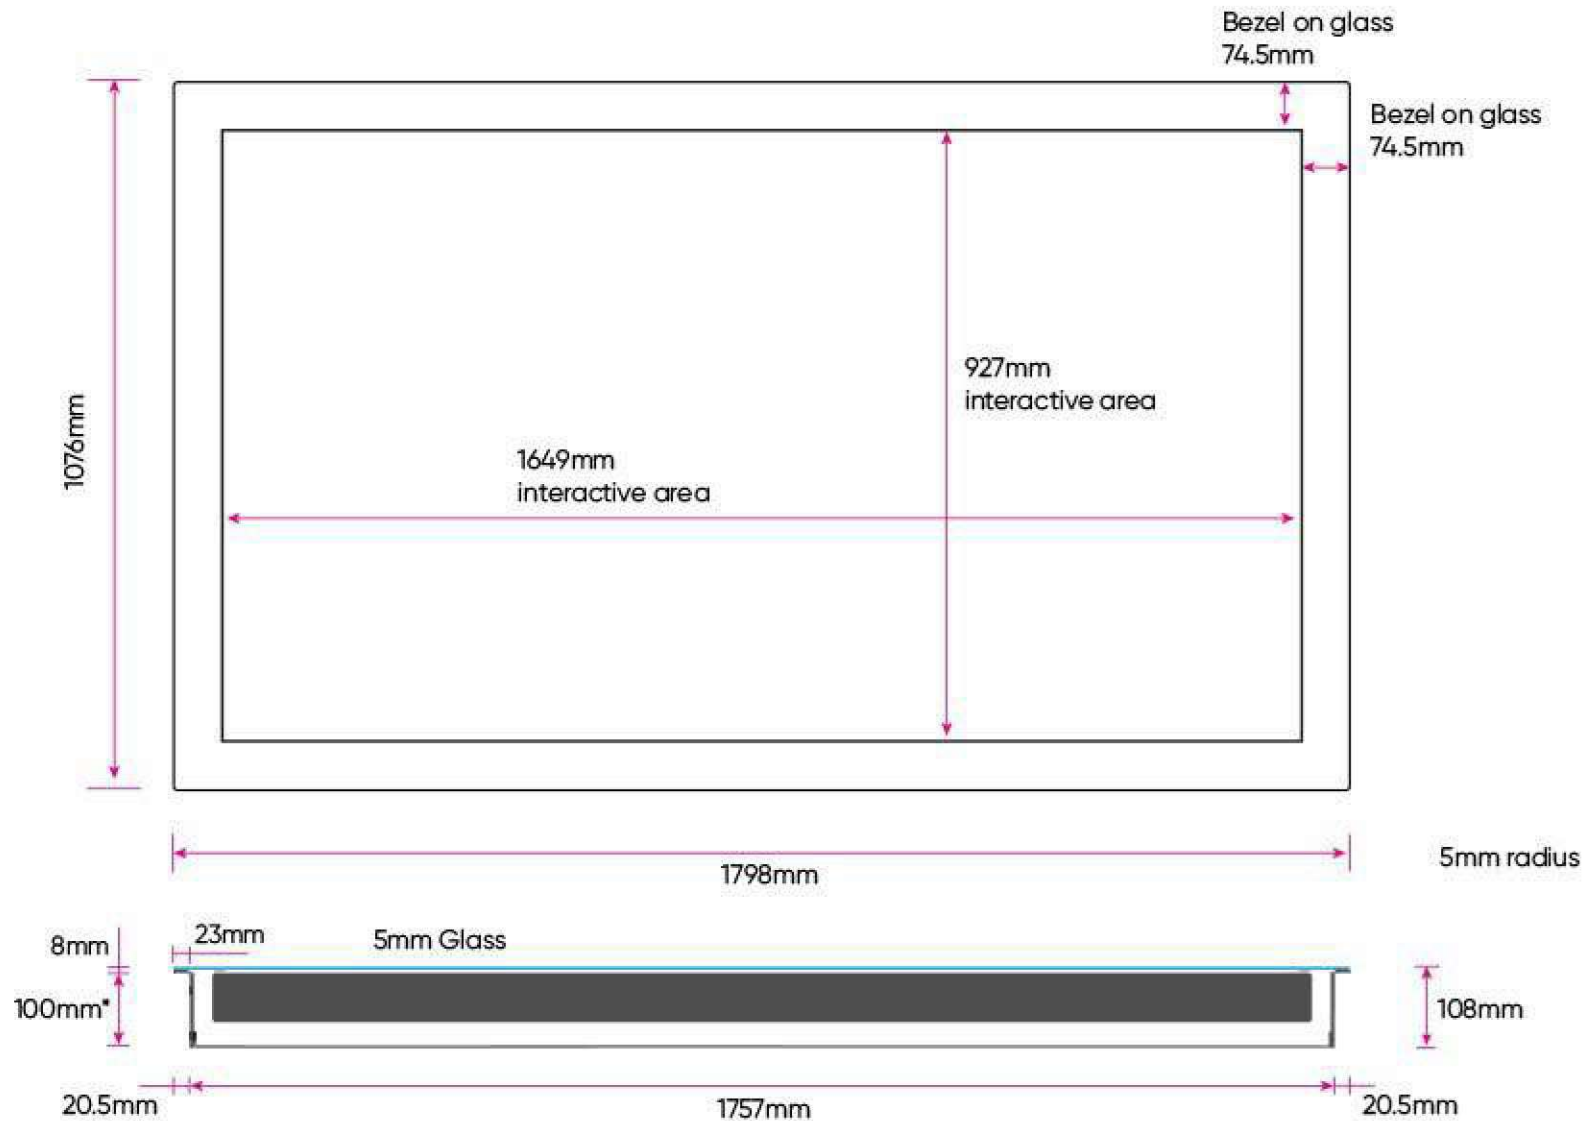 Bezel on glass
74.5mm
Bezel on glass
74.5mm
927mm
interactive area
1076mm
1649mm
interactive area
1798mm
5mm radius
8mm
23mm
5mm Glass
100mm*
108mm
20.5mm
1757mm
20.5mm